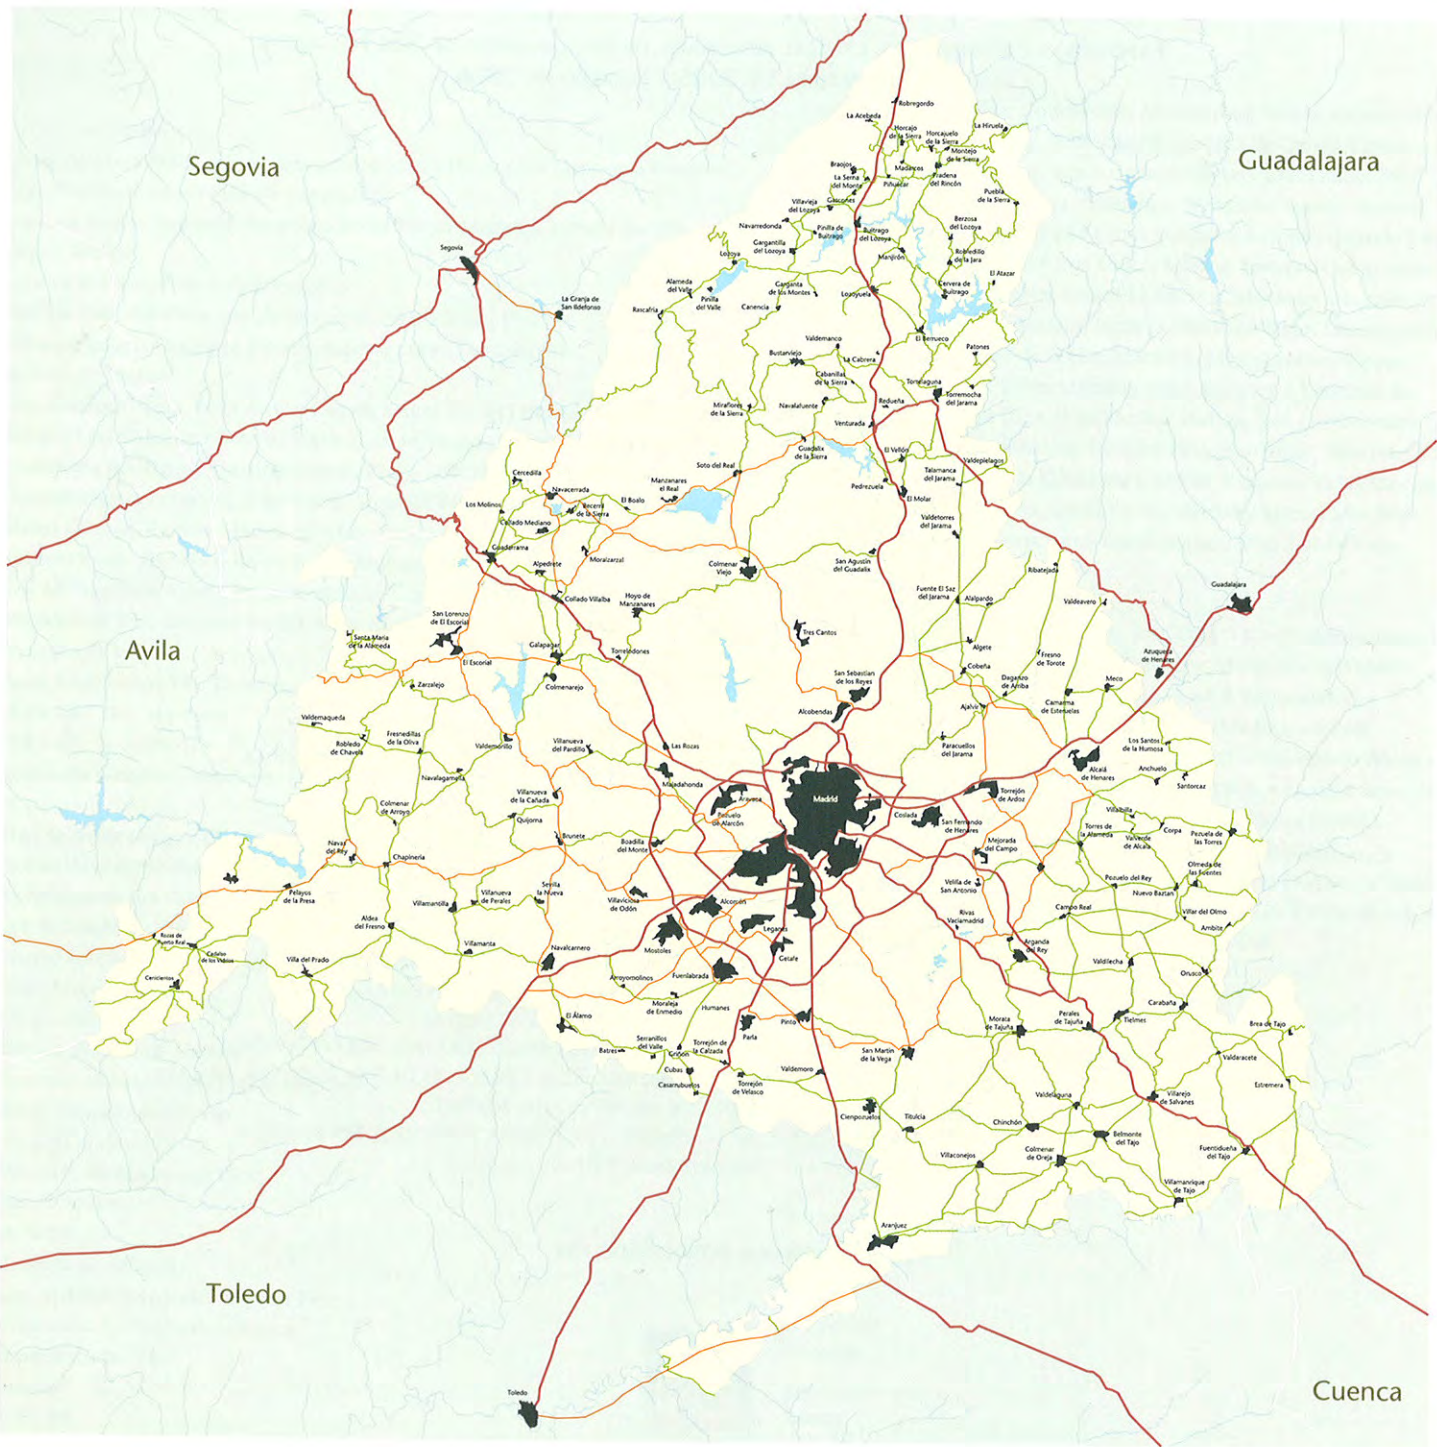 Robregordo
La Acebeda
Horcajo
de la Sierra
Horcajuelo
de la Sierra
La Hiruela
Montejo
de la Sierra
Segovia
Guadalajara
Braojos
Madarcos
Prádena
del Rincón
La Serna
del Monte
Piñuécar
Puebla
de la Sierra
Gascones
Villavieja
del Lozoya
Navarredonda
Pinilla de
Buitrago
Buitrago
del Lozoya
Berzosa
del Lozoya
Gargantilla
del Lozoya
Manjirón
Robledillo
de la Jara
Segovia
Lozoya
El Atazar
Alameda
del Valle
Pinilla
del Valle
Garganta
de los Montes
Lozoyuela
Cervera de
Buitrago
La Granja de
San Ildefonso
Rascafría
Canencia
Valdemanco
El Berrueco
Patones
Bustarviejo
La Cabrera
Cabanillas
de la Sierra
Torrelaguna
Torremocha
del Jarama
Miraflores
de la Sierra
Navalafuente
Redueña
Venturada
Guadalix
de la Sierra
El Vellón
Soto del Real
Talamanca
del Jarama
Valdepielagos
Cercedilla
Navacerrada
Manzanares
el Real
Pedrezuela
El Molar
Los Molinos
Becerril
de la Sierra
El Boalo
Collado Mediano
Valdetorres
del Jarama
Guadarrama
Alpedrete
Moralzarzal
Colmenar
Viejo
San Agustín
del Guadalix
Ribatejada
Guadalajara
Collado Villalba
Hoyo de
Manzanares
Fuente El Saz
del Jarama
Alalpardo
Valdeavero
San Lorenzo
de El Escorial
Santa María
de la Alameda
Tres Cantos
Avila
El Escorial
Galapagar
Torrelodones
Algete
Fresno
de Torote
Azuqueca
de Henares
Zarzalejo
Colmenarejo
San Sebastian
de los Reyes
Cobeña
Daganzo
de Arriba
Meco
Camarma
de Esteruelas
Valdemaqueda
Alcobendas
Ajalvir
Robledo
de Chavela
Fresnedillas
de la Oliva
Valdemorillo
Villanueva
del Pardillo
Las Rozas
Paracuellos
del Jarama
Los Santos
de la Humosa
Navalagamella
Majadahonda
Alcalá
de Henares
Anchuelo
Santorcaz
Colmenar
de Arroyo
Villanueva
de la Cañada
Quijorna
Aravaca
Madrid
Pozuelo
de Alarcón
Coslada
Torrejón
de Ardoz
San Fernando
de Henares
Villalbilla
Torres de
la Alameda
Valverde
de Alcala
Corpa
Pezuela de
las Torres
Navas
del Rey
Chapinería
Brunete
Boadilla
del Monte
Mejorada
del Campo
Olmeda de
las Fuentes
Pelayos
de la Presa
Villamantilla
Villanueva
de Perales
Sevilla
la Nueva
Villaviciosa
de Odón
Alcorcón
Velilla de
San Antonio
Pozuelo del Rey
Nuevo Baztan
Campo Real
Villar del Olmo
Ambite
Aldea
del Fresno
Leganes
Rivas
Vaciamadrid
Rozas de
Puerto Real
Cadalso
de los Vidrios
Villamanta
Navalcarnero
Mostoles
Getafe
Arganda
del Rey
Valdilecha
Orusco
Cenicientos
Villa del Prado
Arroyomolinos
Fuenlabrada
Moraleja
de Enmedio
Humanes
Carabaña
El Álamo
Parla
Pinto
Morata
de Tajuña
Perales
de Tajuña
Tielmes
Brea de Tajo
Batres
Serranillos
del Valle
Griñón
Torrejón de
la Calzada
San Martin
de la Vega
Valdaracete
Cubas
Casarrubuelos
Torrejón
de Velasco
Valdemoro
Estremera
Cienpozuelos
Titulcia
Valdelaguna
Villarejo
de Salvanes
Chinchón
Belmonte
del Tajo
Villaconejos
Colmenar
de Oreja
Fuentidueña
del Tajo
Villamanrique
de Tajo
Aranjuez
Toledo
Toledo
Cuenca